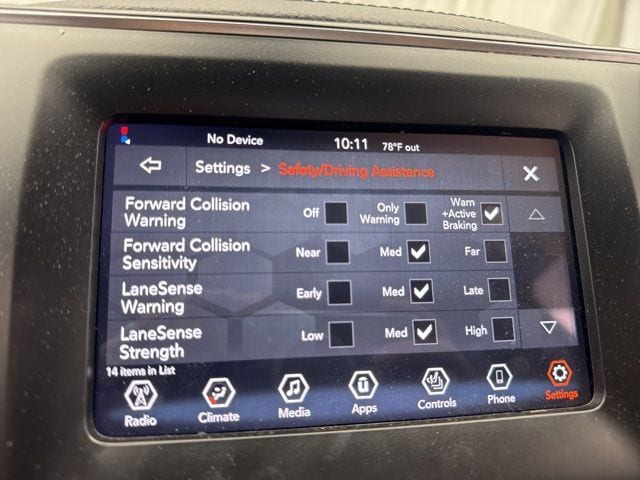 No Device 10:11 78°F out
Settings > Safety/Driving Assistance
Forward Collision
Warning
Off
Only
Warning
Warn
+Active
Braking
Forward Collision
Sensitivity
Near Med Far
LaneSense
Warning
Early Med Late
LaneSense
Strength
Low Med High
14 items in List
Radio Climate Media Apps Controls Phone Settings